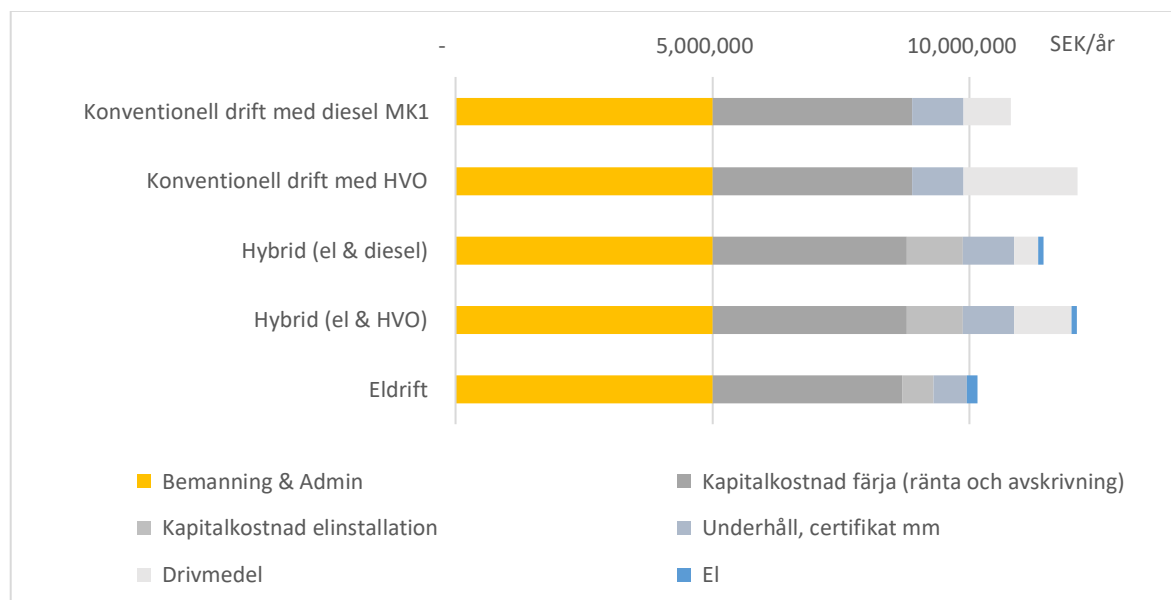 - 5,000,000 10,000,000 SEK/år
Konventionell drift med diesel MK1
Konventionell drift med HVO
Hybrid (el & diesel)
Hybrid (el & HVO)
Eldrift
Bemanning & Admin Kapitalkostnad färja (ränta och avskrivning)
Kapitalkostnad elinstallation Underhåll, certifikat mm
Drivmedel El